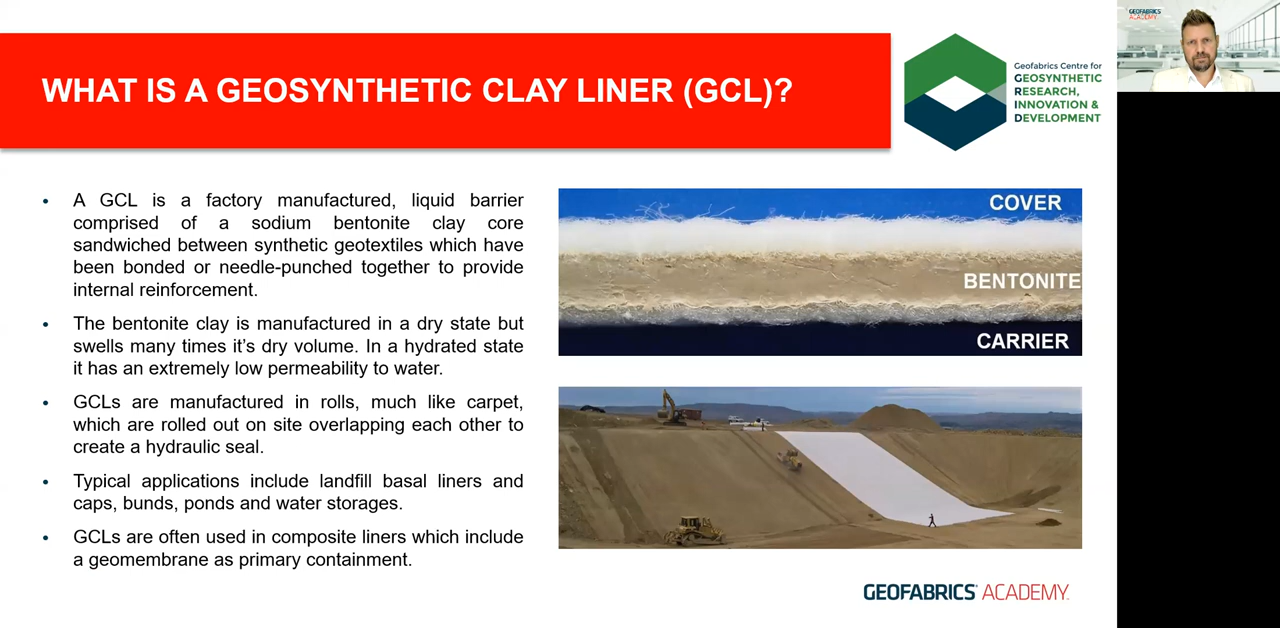 WHAT IS A GEOSYNTHETIC CLAY LINER (GCL)?
Geofabrics Centre for
GEOSYNTHETIC
RESEARCH,
INNOVATION &
DEVELOPMENT
GEOFABRICS
ACADEMY
• A GCL is a factory manufactured, liquid barrier
comprised of a sodium bentonite clay core
sandwiched between synthetic geotextiles which have
been bonded or needle-punched together to provide
internal reinforcement.
• The bentonite clay is manufactured in a dry state but
swells many times it's dry volume. In a hydrated state
it has an extremely low permeability to water.
• GCLs are manufactured in rolls, much like carpet,
which are rolled out on site overlapping each other to
create a hydraulic seal.
• Typical applications include landfill basal liners and
caps, bunds, ponds and water storages.
• GCLs are often used in composite liners which include
a geomembrane as primary containment.
COVER
BENTONITE
CARRIER
GEOFABRICS ACADEMY